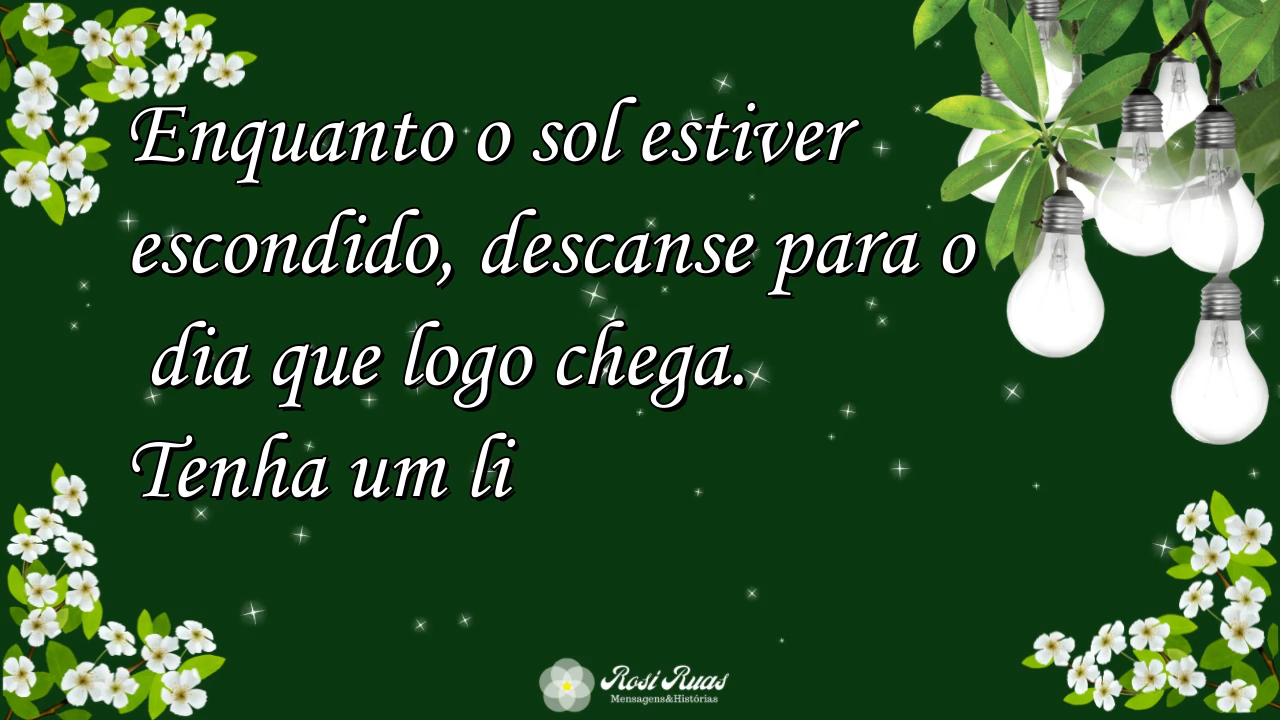 Enquanto o sol estiver
escondido, descanse para o
dia que logo chega.
Tenha um li
Rosi Ruas
Mensagens&Histórias